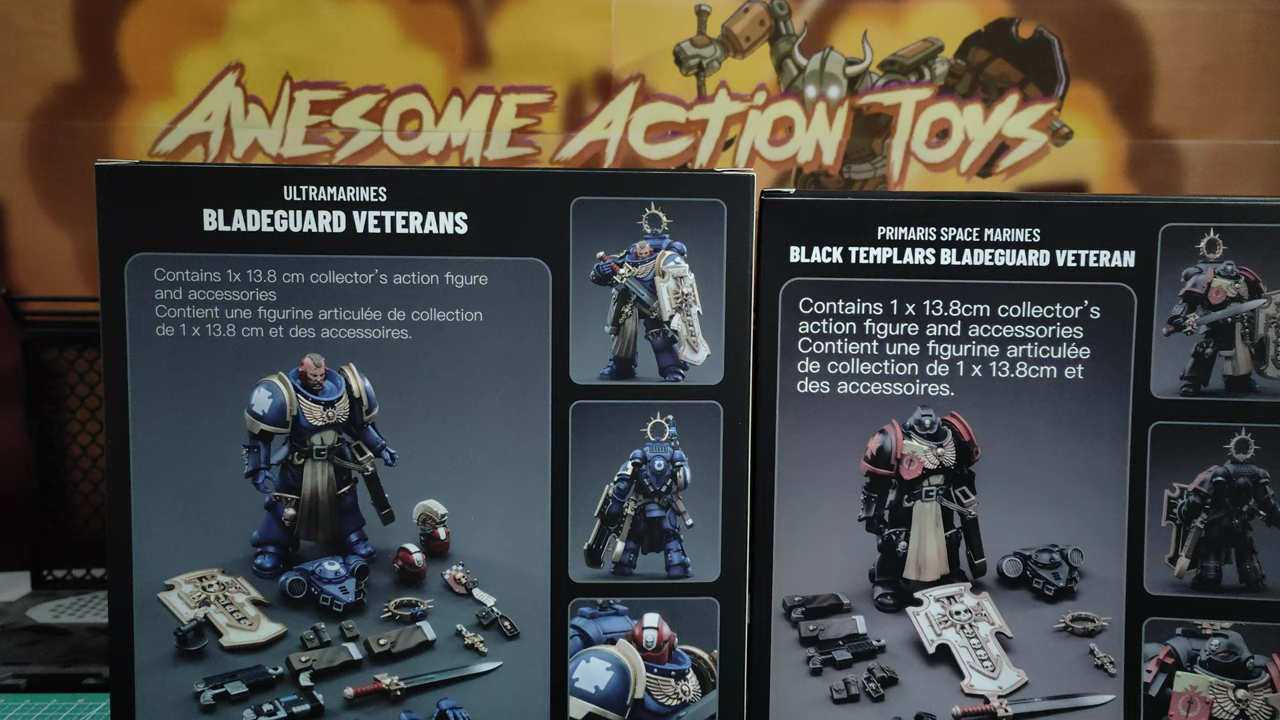 AWESOME ACTION TOYS
ULTRAMARINES
BLADEGUARD VETERANS
Contains 1x 13.8 cm collector's action figure
and accessories
Contient une figurine articulée de collection
de 1 x 13.8 cm et des accessoires.
PRIMARIS SPACE MARINES
BLACK TEMPLARS BLADEGUARD VETERAN
Contains 1 x 13.8cm collector's
action figure and accessories
Contient une figurine articulée
de collection de 1 x 13.8cm et
des accessoires.